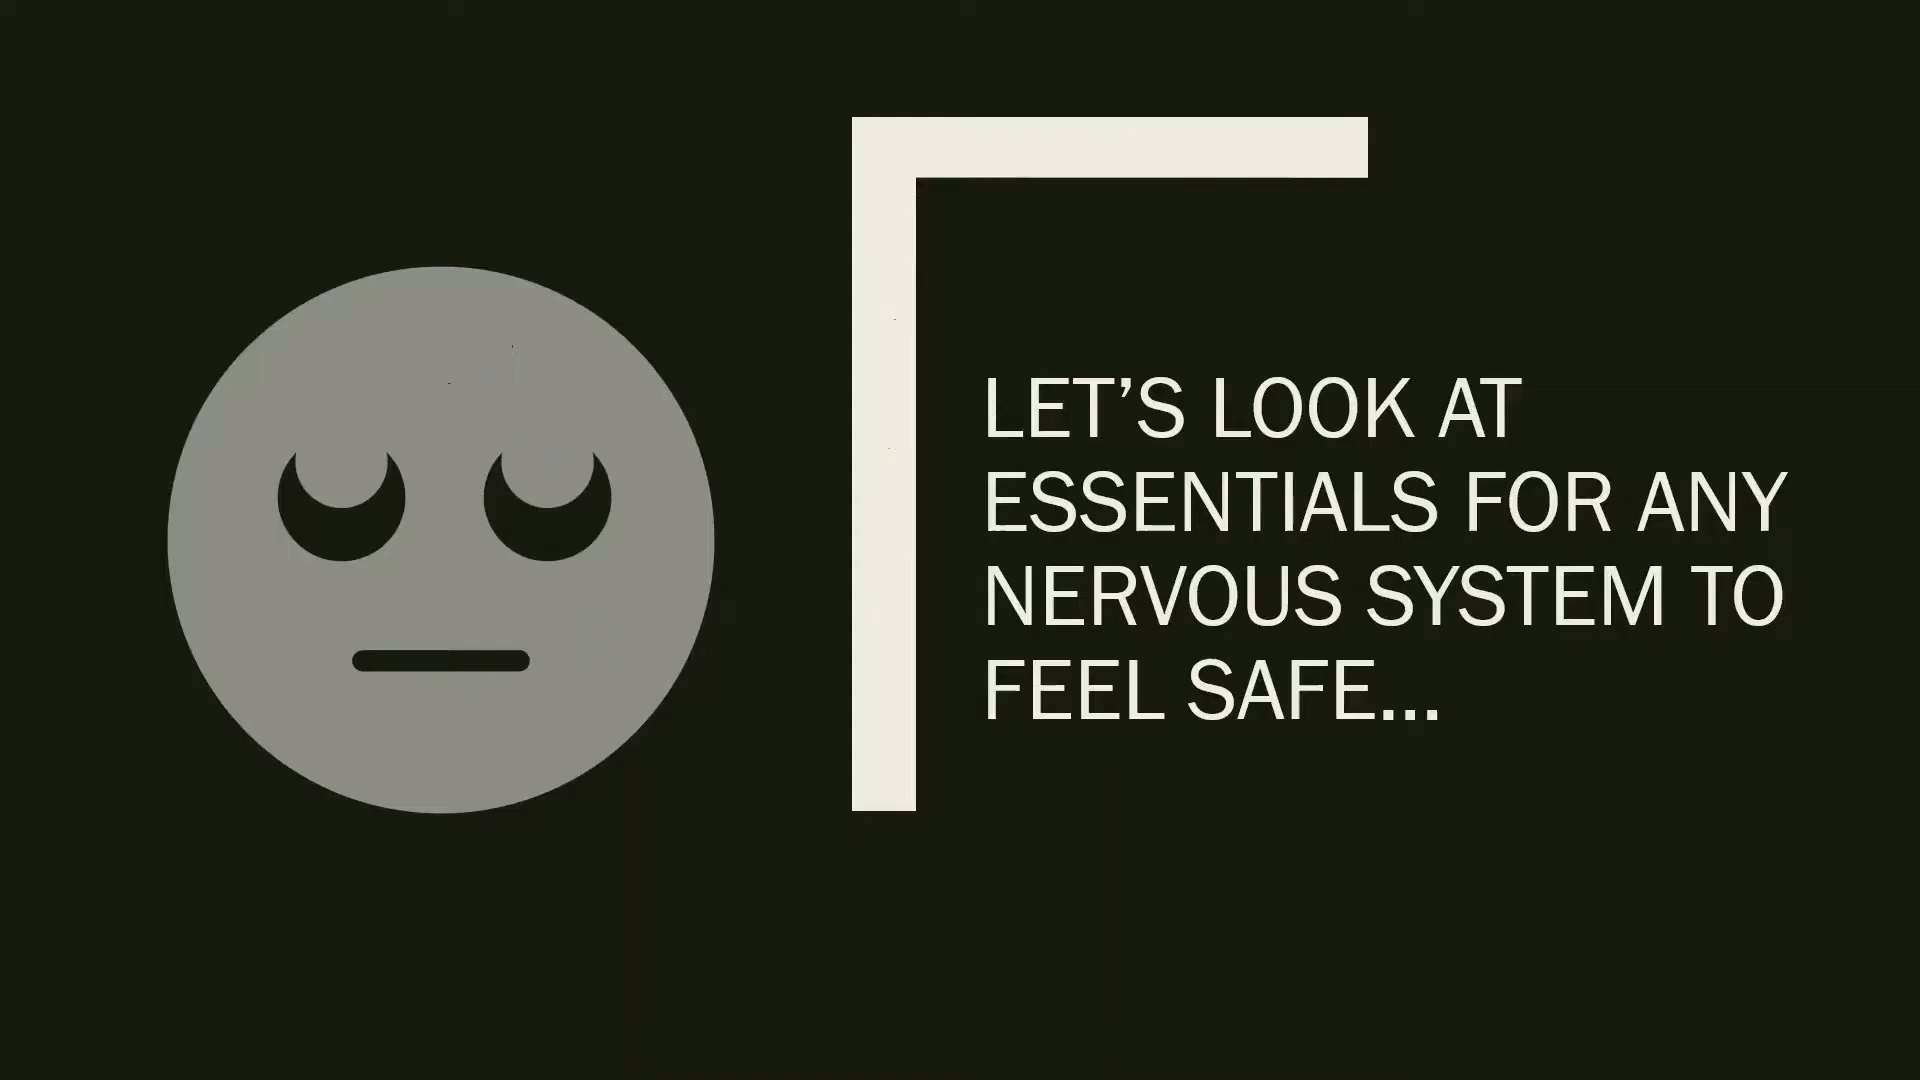 LET’S LOOK AT
ESSENTIALS FOR ANY
NERVOUS SYSTEM TO
FEEL SAFE…